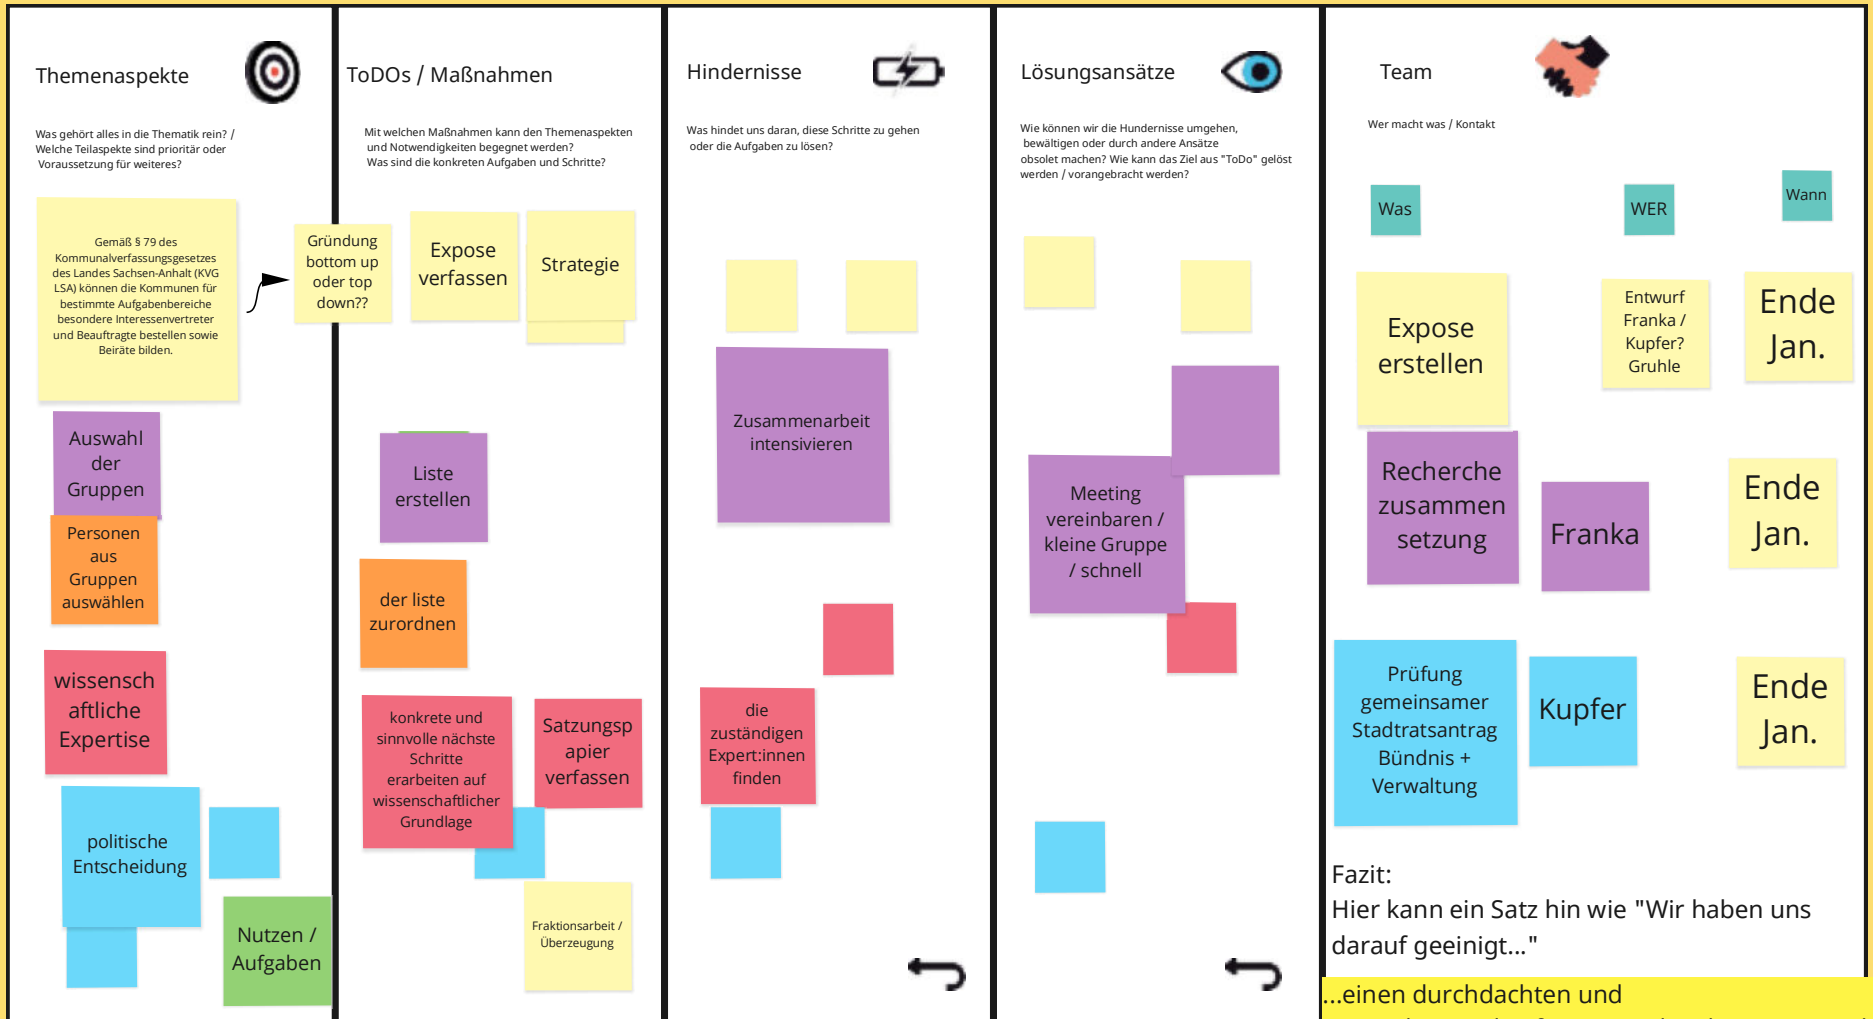 Themenaspekte
Was gehört alles in die Thematik rein? /
Welche Teilaspekte sind prioritär oder
Voraussetzung für weiteres?
Gemäß § 79 des
Kommunalverfassungsgesetzes
des Landes Sachsen-Anhalt (KVG
LSA) können die Kommunen für
bestimmte Aufgabenbereiche
besondere Interessenvertreter
und Beauftragte bestellen sowie
Beiräte bilden.
Auswahl
der
Gruppen
Personen
aus
Gruppen
auswählen
wissensch
aftliche
Expertise
politische
Entscheidung
Nutzen /
Aufgaben
ToDOs / Maßnahmen
Mit welchen Maßnahmen kann den Themenaspekten
und Notwendigkeiten begegnet werden?
Was sind die konkreten Aufgaben und Schritte?
Gründung
bottom up
oder top
down??
Expose
verfassen
Strategie
Liste
erstellen
der liste
zurordnen
konkrete und
sinnvolle nächste
Schritte
erarbeiten auf
wissenschaftlicher
Grundlage
Satzungsp
apier
verfassen
Fraktionsarbeit /
Überzeugung
Hindernisse
Was hindet uns daran, diese Schritte zu gehen
oder die Aufgaben zu lösen?
Zusammenarbeit
intensivieren
die
zuständigen
Expert:innen
finden
Lösungsansätze
Wie können wir die Hundernisse umgehen,
bewältigen oder durch andere Ansätze
obsolet machen? Wie kann das Ziel aus "ToDo" gelöst
werden / vorangebracht werden?
Meeting
vereinbaren /
kleine Gruppe
/ schnell
Team
Wer macht was / Kontakt
Was
WER
Wann
Expose
erstellen
Entwurf
Franka /
Kupfer?
Gruhle
Ende
Jan.
Recherche
zusammen
setzung
Franka
Ende
Jan.
Prüfung
gemeinsamer
Stadtratsantrag
Bündnis +
Verwaltung
Kupfer
Ende
Jan.
Fazit:
Hier kann ein Satz hin wie "Wir haben uns
darauf geeinigt..."
...einen durchdachten und